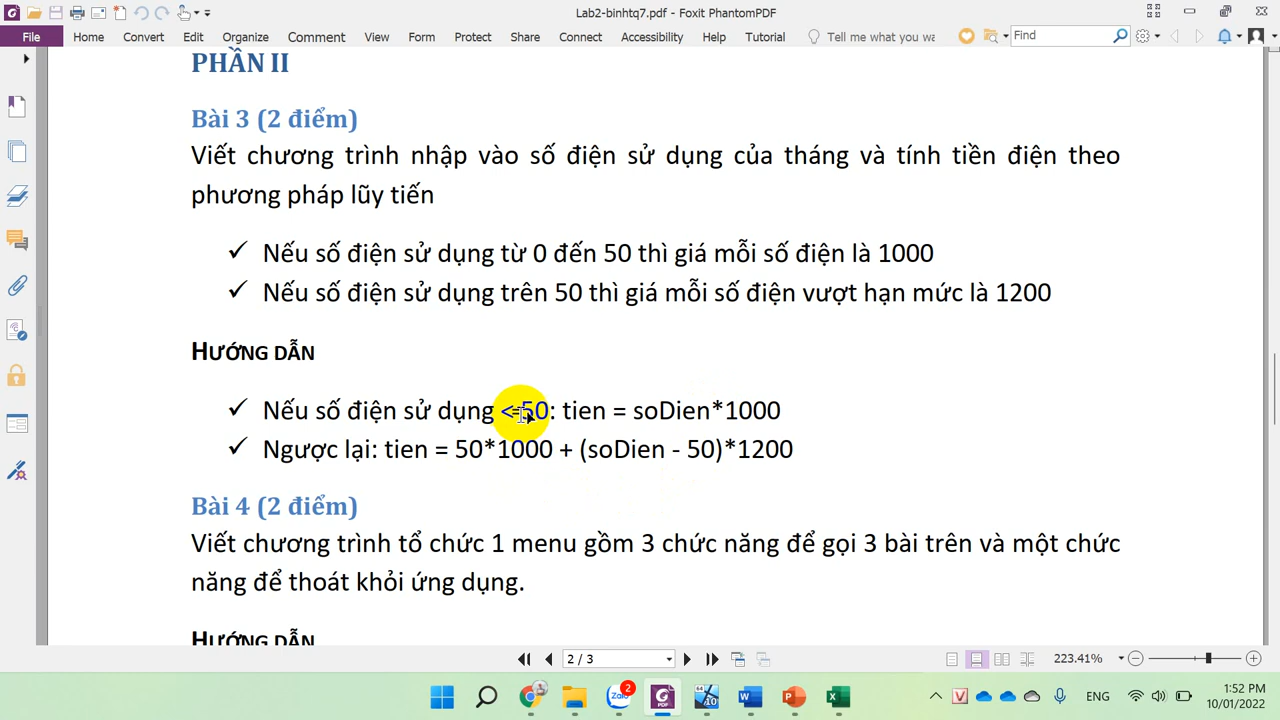 Lab2-binhtq7.pdf - Foxit PhantomPDF
File Home Convert Edit Organize Comment View Form Protect Share Connect Accessibility Help Tutorial Tell me what you wa Find
PHẦN II
Bài 3 (2 điểm)
Viết chương trình nhập vào số điện sử dụng của tháng và tính tiền điện theo
phương pháp lũy tiến
✓ Nếu số điện sử dụng từ 0 đến 50 thì giá mỗi số điện là 1000
✓ Nếu số điện sử dụng trên 50 thì giá mỗi số điện vượt hạn mức là 1200
HƯỚNG DẪN
✓ Nếu số điện sử dụng <=50: tien = soDien*1000
✓ Ngược lại: tien = 50*1000 + (soDien - 50)*1200
Bài 4 (2 điểm)
Viết chương trình tổ chức 1 menu gồm 3 chức năng để gọi 3 bài trên và một chức
năng để thoát khỏi ứng dụng.
HƯỚNG DẪN
2 / 3 223.41%
Zalo 2 PDF 64 10 ENG 1:52 PM
10/01/2022